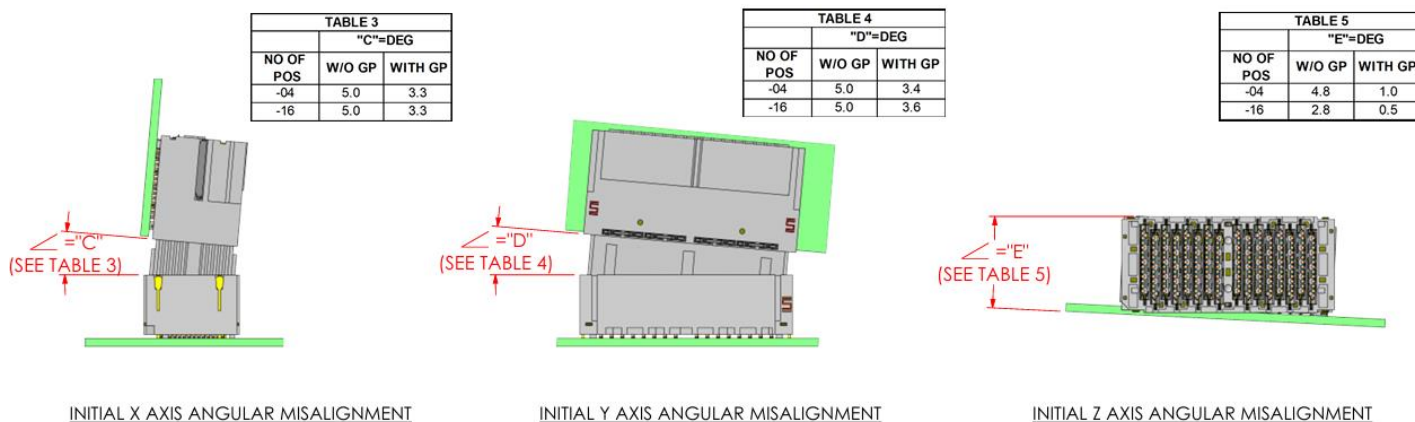 TABLE 3
"C"=DEG
NO OF POS W/O GP WITH GP
-04 5.0 3.3
-16 5.0 3.3
="C"
(SEE TABLE 3)
INITIAL X AXIS ANGULAR MISALIGNMENT
TABLE 4
"D"=DEG
NO OF POS W/O GP WITH GP
-04 5.0 3.4
-16 5.0 3.6
="D"
(SEE TABLE 4)
INITIAL Y AXIS ANGULAR MISALIGNMENT
TABLE 5
"E"=DEG
NO OF POS W/O GP WITH GP
-04 4.8 1.0
-16 2.8 0.5
="E"
(SEE TABLE 5)
INITIAL Z AXIS ANGULAR MISALIGNMENT